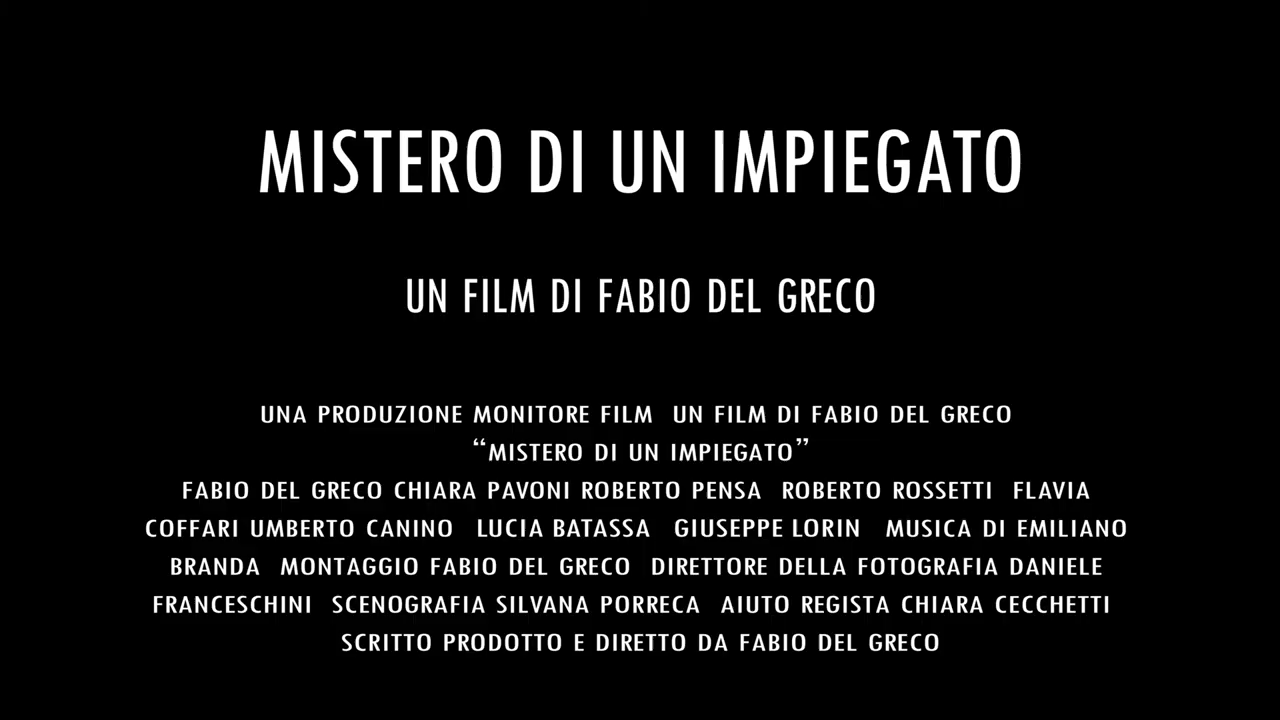 MISTERO DI UN IMPIEGATO
UN FILM DI FABIO DEL GRECO
UNA PRODUZIONE MONITORE FILM UN FILM DI FABIO DEL GRECO
“MISTERO DI UN IMPIEGATO”
FABIO DEL GRECO CHIARA PAVONI ROBERTO PENSA ROBERTO ROSSETTI FLAVIA
COFFARI UMBERTO CANINO LUCIA BATASSA GIUSEPPE LORIN MUSICA DI EMILIANO
BRANDA MONTAGGIO FABIO DEL GRECO DIRETTORE DELLA FOTOGRAFIA DANIELE
FRANCESCHINI SCENOGRAFIA SILVANA PORRECA AIUTO REGISTA CHIARA CECCHETTI
SCRITTO PRODOTTO E DIRETTO DA FABIO DEL GRECO